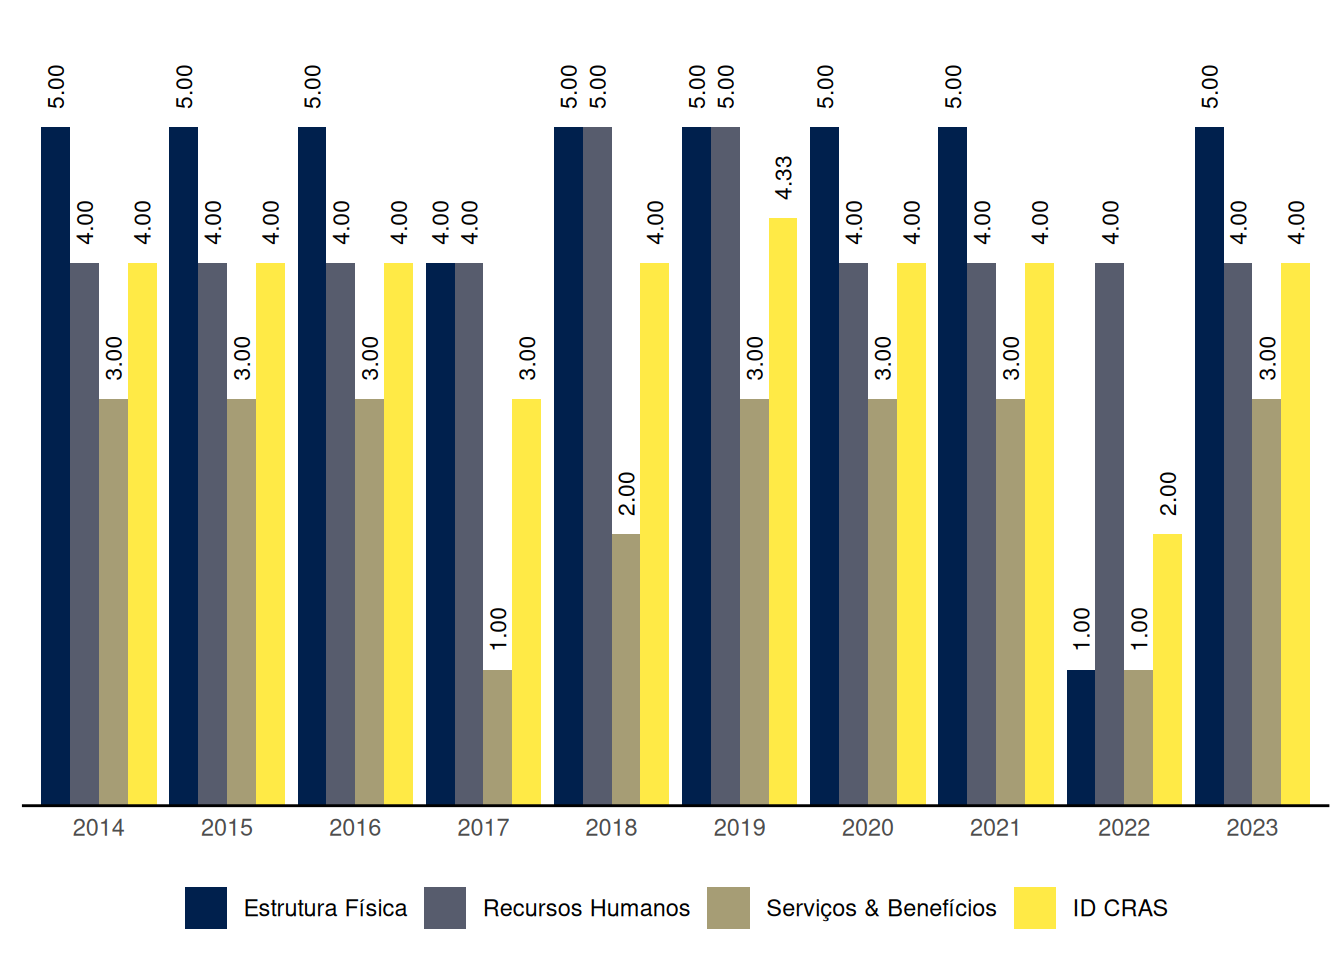 5.00 5.00 5.00 5.00 5.00 5.00 5.00 5.00 5.00 5.00
4.33
4.00 4.00 4.00 4.00 4.00 4.00 4.00 4.00 4.00 4.00 4.00 4.00 4.00 4.00 4.00 4.00 4.00
3.00 3.00 3.00 3.00 3.00 3.00 3.00 3.00
2.00 2.00
1.00 1.00 1.00
2014 2015 2016 2017 2018 2019 2020 2021 2022 2023
Estrutura Física Recursos Humanos Serviços & Benefícios ID CRAS